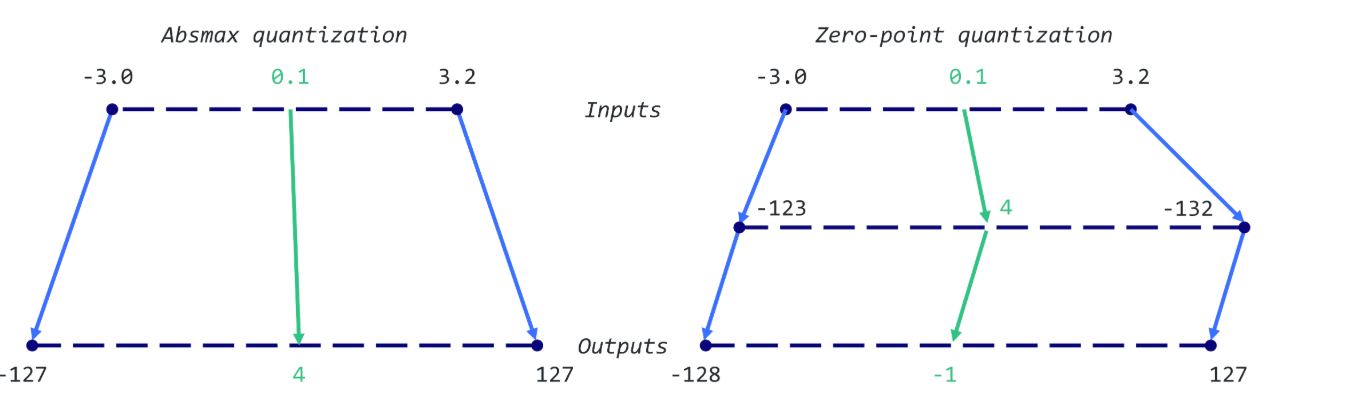 Absmax quantization
Zero-point quantization
-3.0 0.1 3.2
-3.0 0.1 3.2
Inputs
-123 4 -132
Outputs
-127 4 127
-128 -1 127